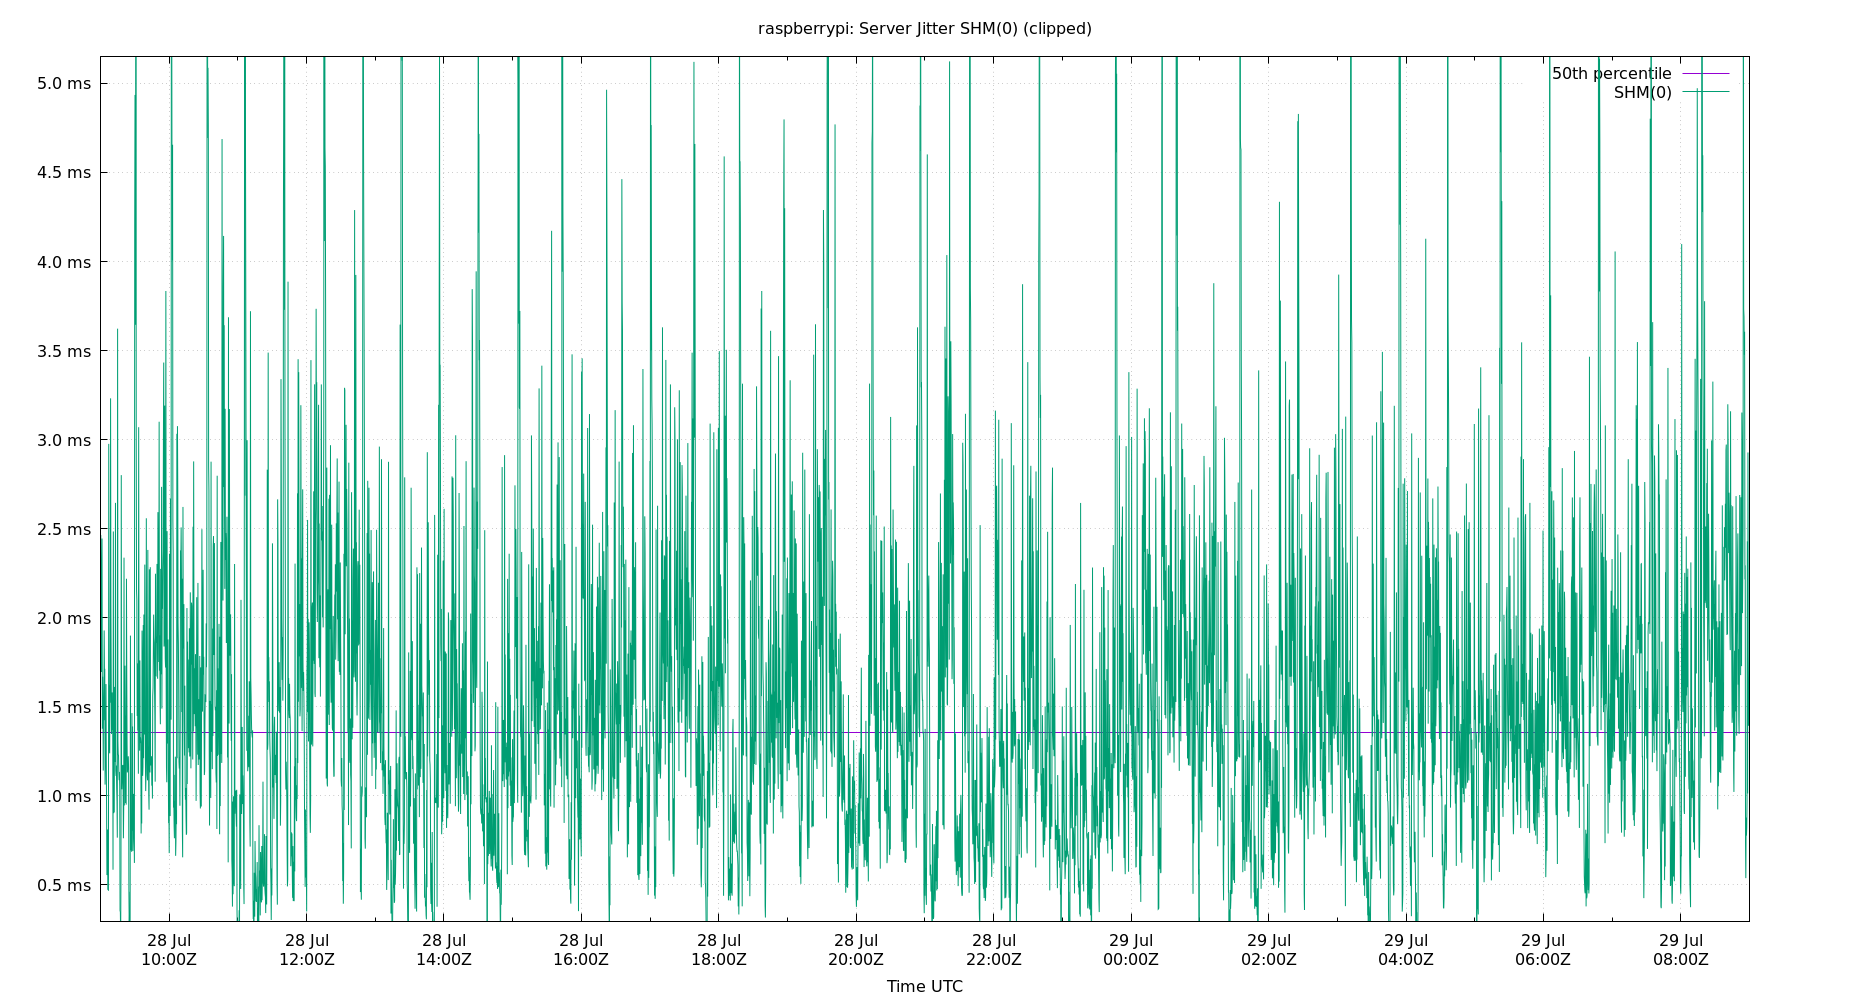 raspberrypi: Server Jitter SHM(0) (clipped)
5.0 ms
4.5 ms
4.0 ms
3.5 ms
3.0 ms
2.5 ms
2.0 ms
1.5 ms
1.0 ms
0.5 ms
50th percentile
SHM(0)
28 Jul 28 Jul 28 Jul 28 Jul 28 Jul 28 Jul 28 Jul 29 Jul 29 Jul 29 Jul 29 Jul 29 Jul
10:00Z 12:00Z 14:00Z 16:00Z 18:00Z 20:00Z 22:00Z 00:00Z 02:00Z 04:00Z 06:00Z 08:00Z
Time UTC